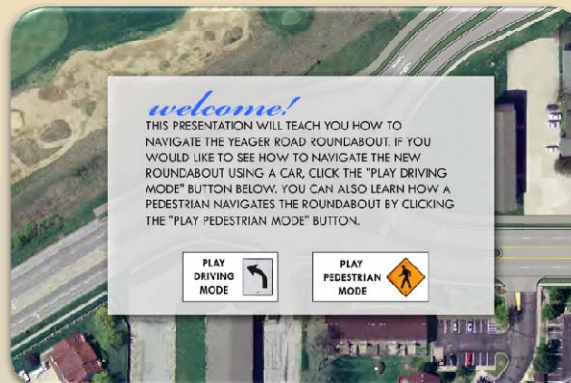 welcome!
THIS PRESENTATION WILL TEACH YOU HOW TO
NAVIGATE THE YEAGER ROAD ROUNDABOUT. IF YOU
WOULD LIKE TO SEE HOW TO NAVIGATE THE NEW
ROUNDABOUT USING A CAR, CLICK THE "PLAY DRIVING
MODE" BUTTON BELOW. YOU CAN ALSO LEARN HOW A
PEDESTRIAN NAVIGATES THE ROUNDABOUT BY CLICKING
THE "PLAY PEDESTRIAN MODE" BUTTON.
PLAY
DRIVING
MODE
PLAY
PEDESTRIAN
MODE